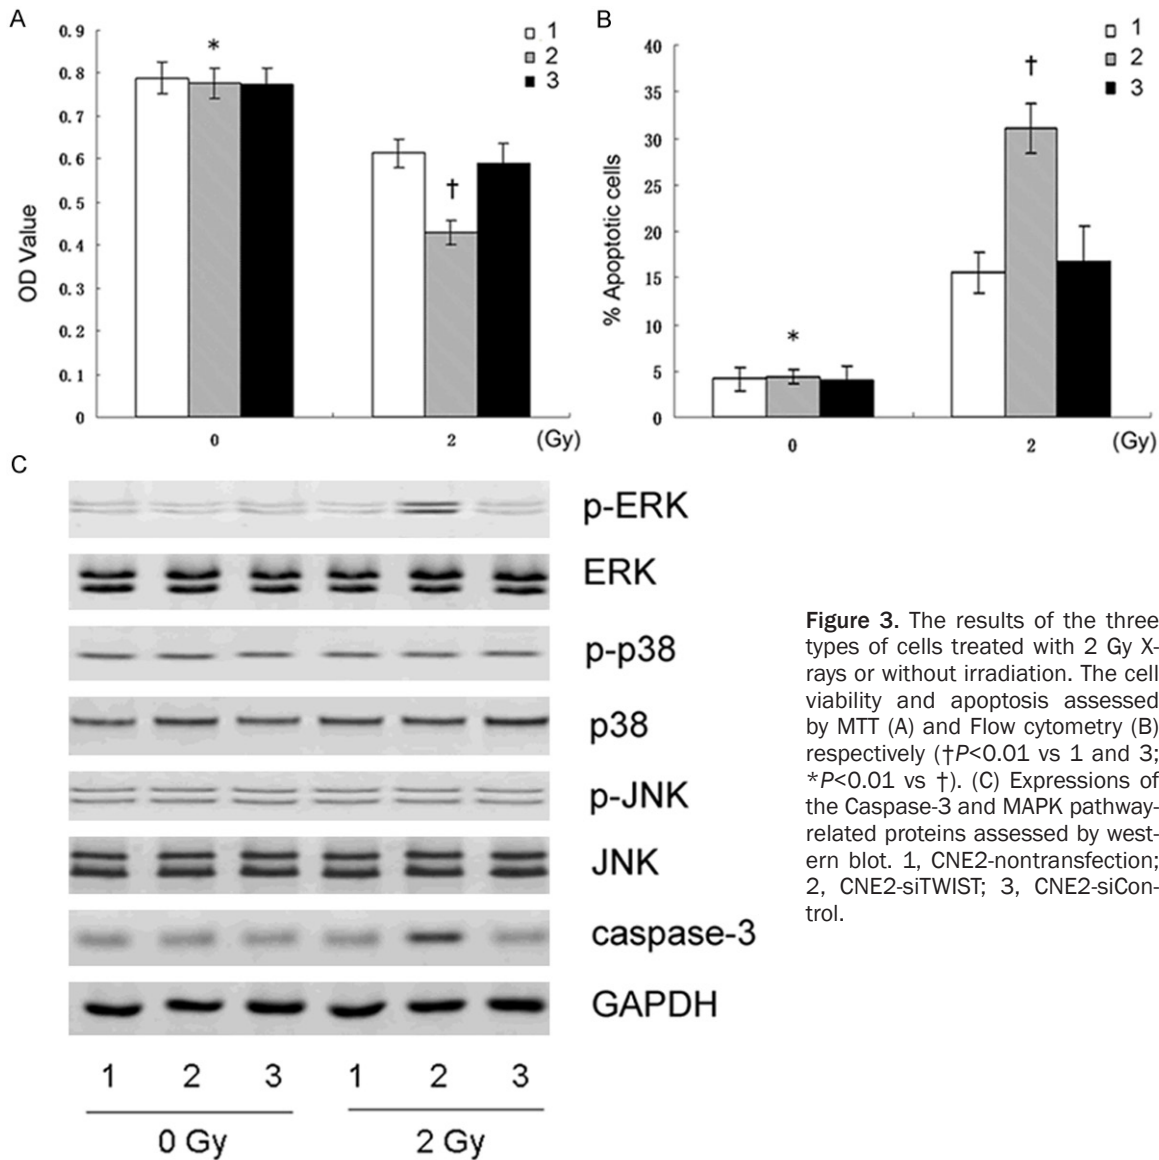 A
0.9
0.8
0.7
0.6
0.5
0.4
0.3
0.2
0.1
0
OD Value
*
†
1
2
3
0
2
(Gy)
B
40
35
30
25
20
15
10
5
0
% Apoptotic cells
*
†
1
2
3
0
2
(Gy)
C
p-ERK
ERK
p-p38
p38
p-JNK
JNK
caspase-3
GAPDH
1 2 3 1 2 3
0 Gy 2 Gy
Figure 3. The results of the three
types of cells treated with 2 Gy X-
rays or without irradiation. The cell
viability and apoptosis assessed
by MTT (A) and Flow cytometry (B)
respectively (†P<0.01 vs 1 and 3;
*P<0.01 vs †). (C) Expressions of
the Caspase-3 and MAPK pathway-
related proteins assessed by west-
ern blot. 1, CNE2-nontransfection;
2, CNE2-siTWIST; 3, CNE2-siCon-
trol.